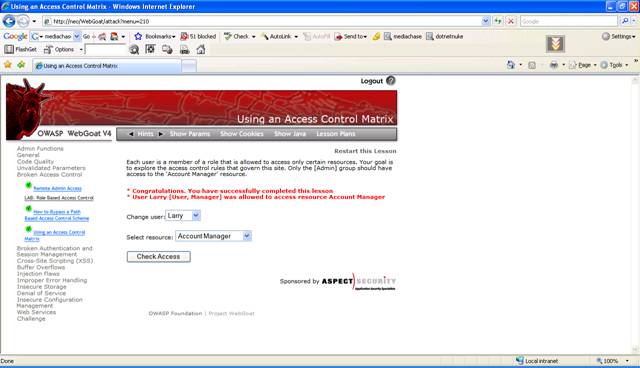 Using an Access Control Matrix - Windows Internet Explorer
http://neo/WebGoat/attack?menu=210
Google
Google
mediachase
Go
Bookmarks
51 blocked
Check
AutoLink
AutoFill
Send to
mediachase
dotnetnuke
Settings
FlashGet
Options
Using an Access Control Matrix
Page
Tools
Logout ?
Using an Access Control Matrix
OWASP WebGoat V4
Hints
Show Params
Show Cookies
Show Java
Lesson Plans
Admin Functions
General
Code Quality
Unvalidated Parameters
Broken Access Control
Remote Admin Access
LAB: Role Based Access Control
How to Bypass a Path
Based Access Control Scheme
Using an Access Control
Matrix
Broken Authentication and
Session Management
Cross-Site Scripting (XSS)
Buffer Overflows
Injection Flaws
Improper Error Handling
Insecure Storage
Denial of Service
Insecure Configuration
Management
Web Services
Challenge
Restart this Lesson
Each user is a member of a role that is allowed to access only certain resources. Your goal is
to explore the access control rules that govern this site. Only the [Admin] group should have
access to the 'Account Manager' resource.
* Congratulations. You have successfully completed this lesson
* User Larry [User, Manager] was allowed to access resource Account Manager
Change user: Larry
Select resource: Account Manager
Check Access
Sponsored by ASPECT SECURITY
Application Security Specialists
OWASP Foundation | Project WebGoat
Done
Local intranet
100%